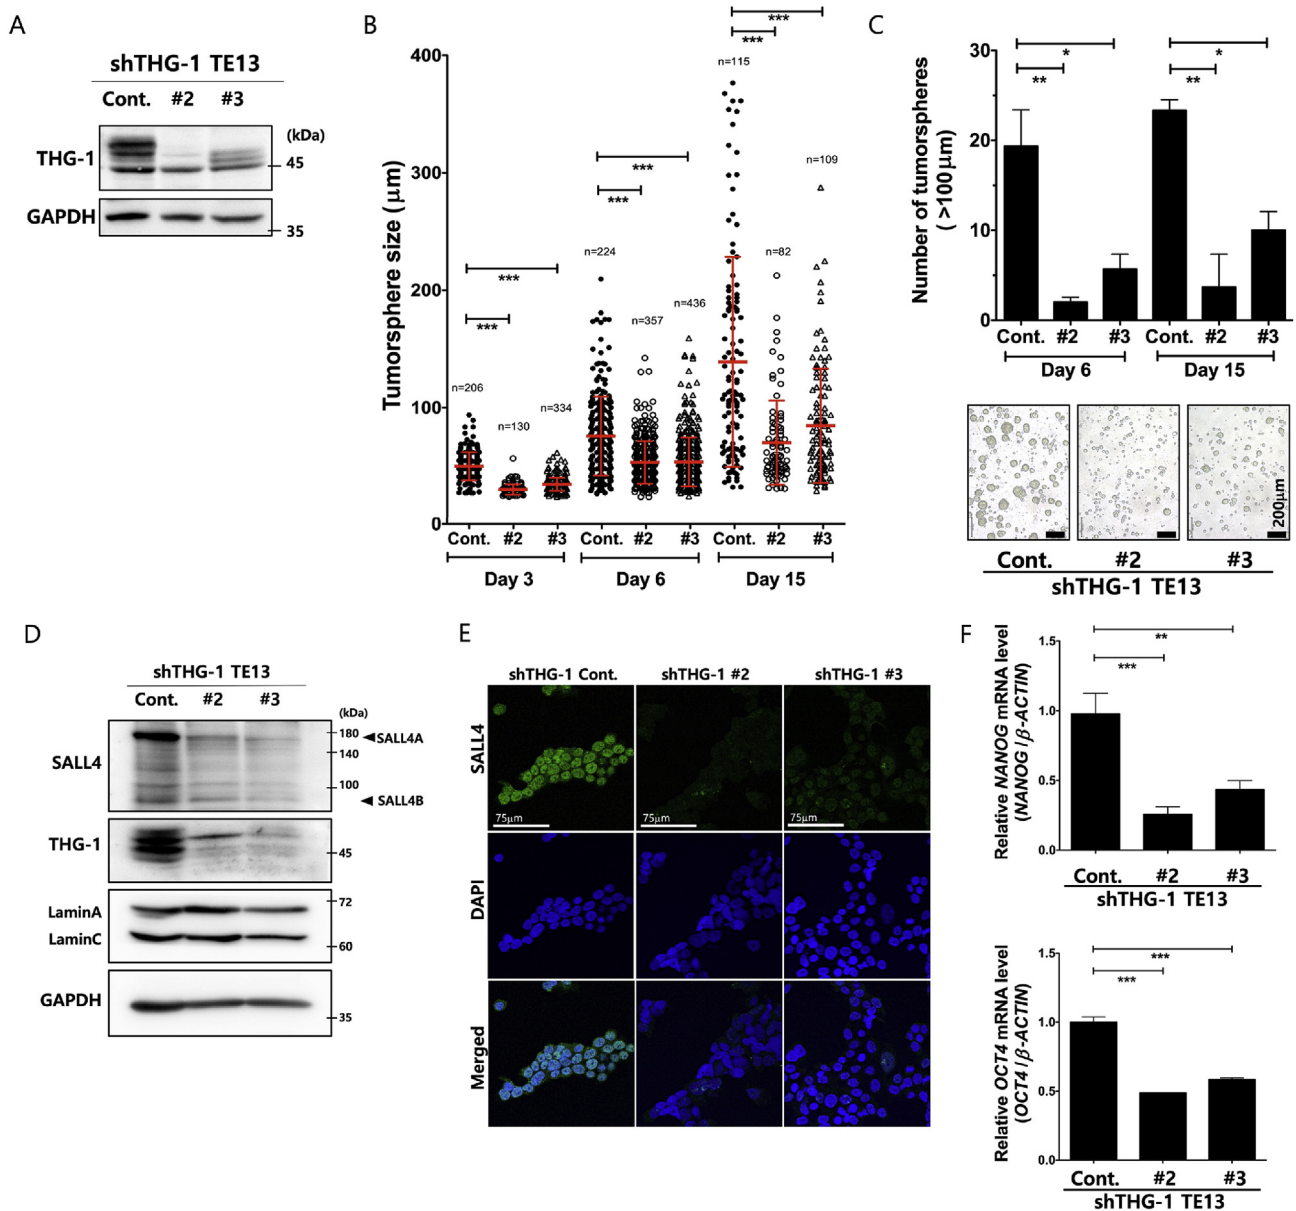 A
shTHG-1 TE13
Cont. #2 #3
(kDa)
THG-1
45
GAPDH
35
B
Tumorsphere size (μm)
400
300
200
100
0
n=206
n=130
n=334
n=224
n=357
n=436
n=115
n=82
n=109
***
***
***
***
***
***
Cont. #2 #3 Cont. #2 #3 Cont. #2 #3
Day 3 Day 6 Day 15
C
Number of tumorspheres
( >100μm)
30
20
10
0
*
**
*
**
Cont. #2 #3 Cont. #2 #3
Day 6 Day 15
200μm
Cont. #2 #3
shTHG-1 TE13
D
shTHG-1 TE13
Cont. #2 #3
(kDa)
SALL4
180
SALL4A
140
100
SALL4B
THG-1
45
LaminA
72
LaminC
60
GAPDH
35
E
shTHG-1 Cont. shTHG-1 #2 shTHG-1 #3
SALL4
75μm 75μm 75μm
DAPI
Merged
F
Relative NANOG mRNA level
(NANOG/β-ACTIN)
1.5
1.0
0.5
0.0
**
***
Cont. #2 #3
shTHG-1 TE13
Relative OCT4 mRNA level
(OCT4/β-ACTIN)
1.5
1.0
0.5
0.0
***
***
Cont. #2 #3
shTHG-1 TE13